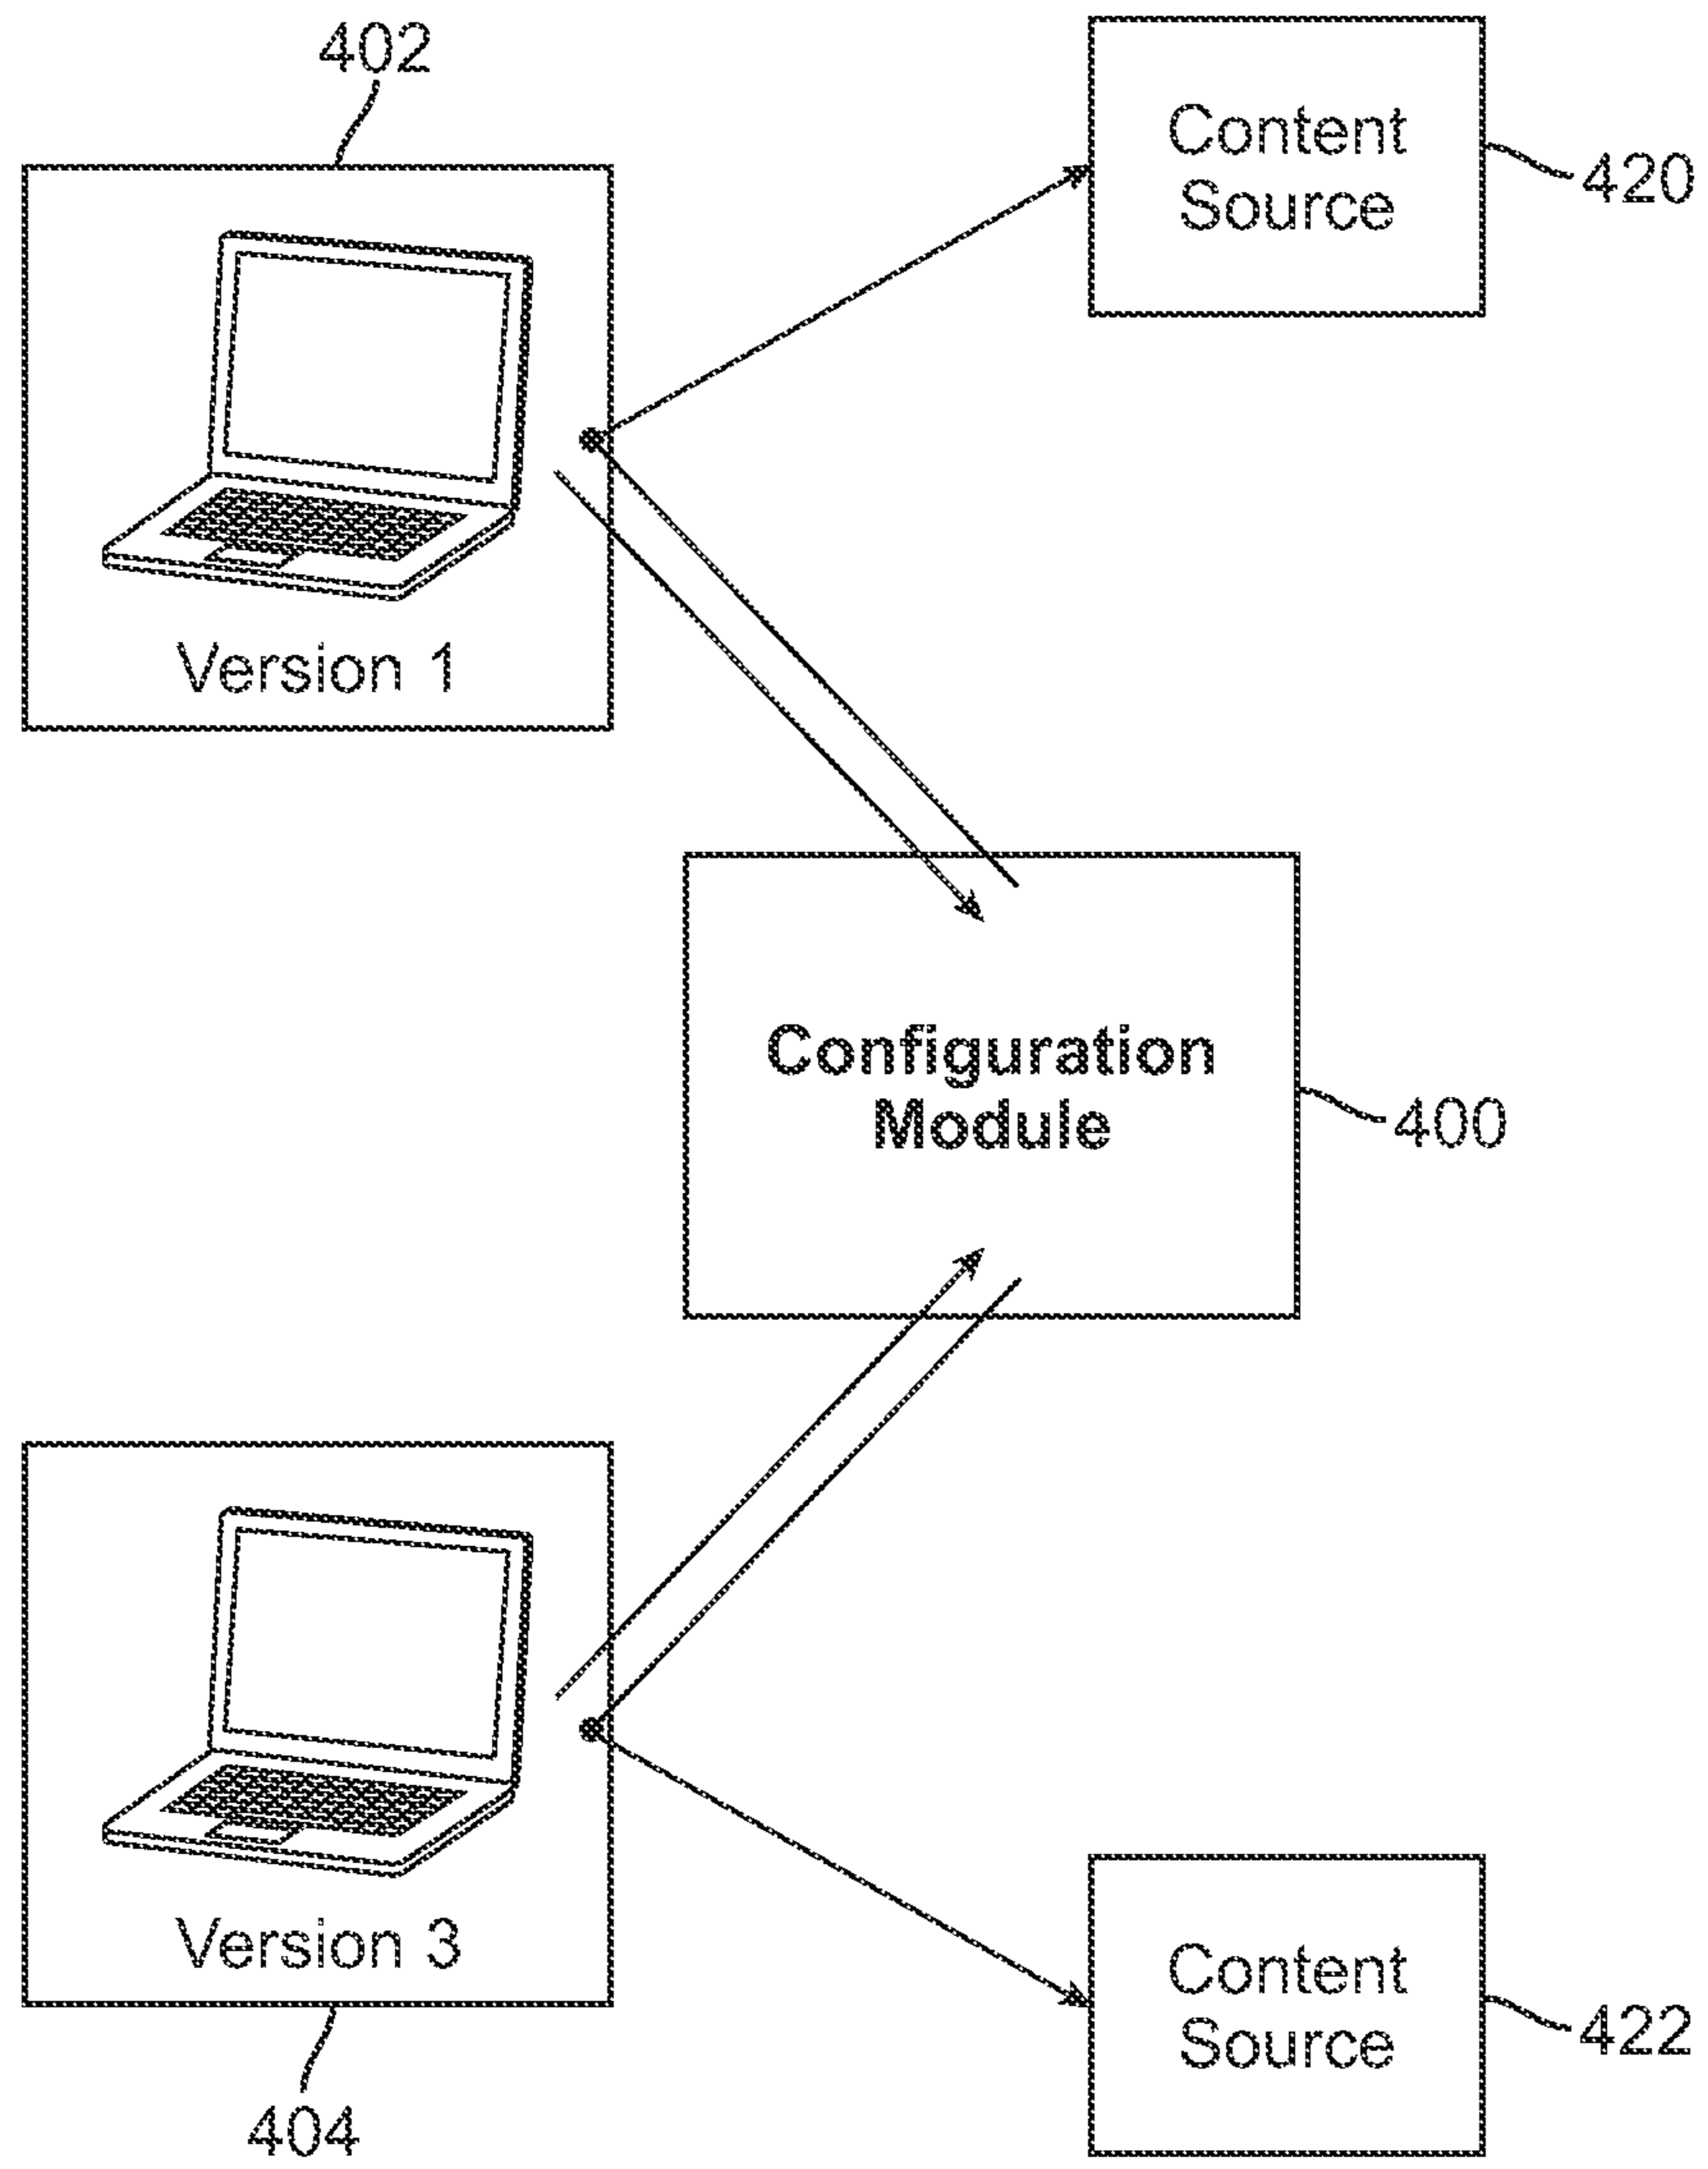 402
Content
Source
420
Version 1
Configuration
Module
400
Version 3
Content
Source
422
404